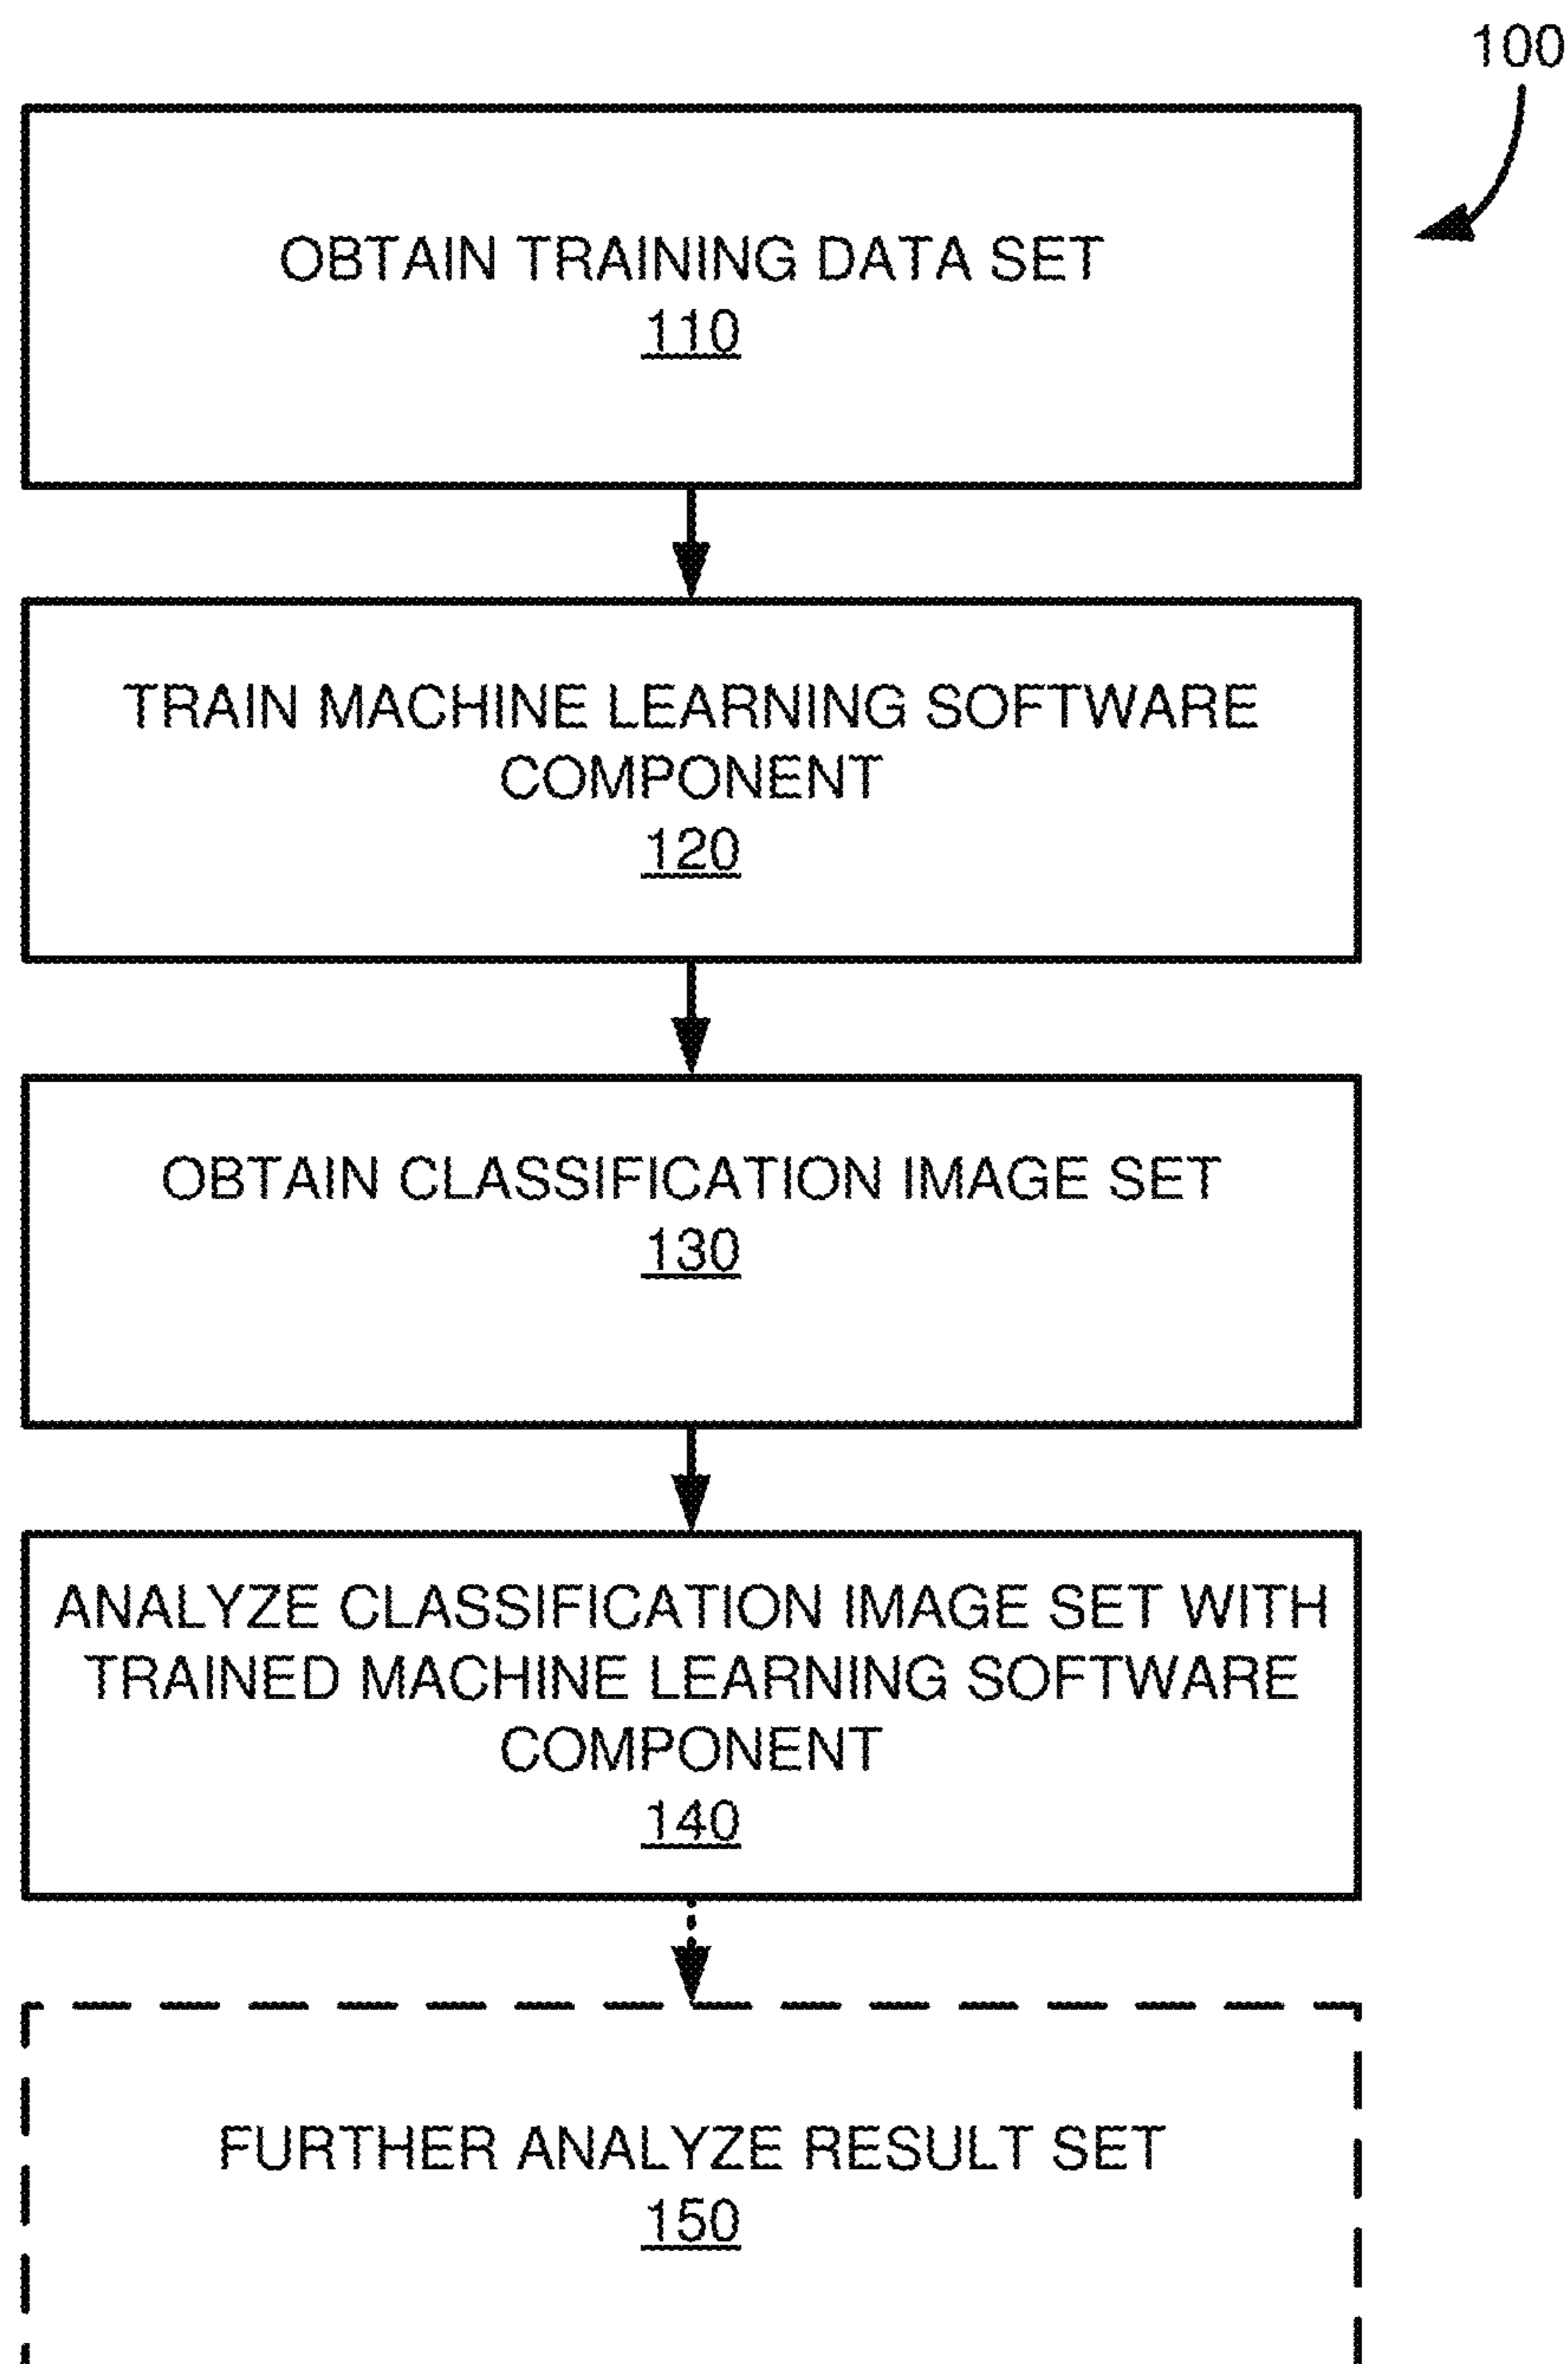 100
OBTAIN TRAINING DATA SET
110
TRAIN MACHINE LEARNING SOFTWARE
COMPONENT
120
OBTAIN CLASSIFICATION IMAGE SET
130
ANALYZE CLASSIFICATION IMAGE SET WITH
TRAINED MACHINE LEARNING SOFTWARE
COMPONENT
140
FURTHER ANALYZE RESULT SET
150